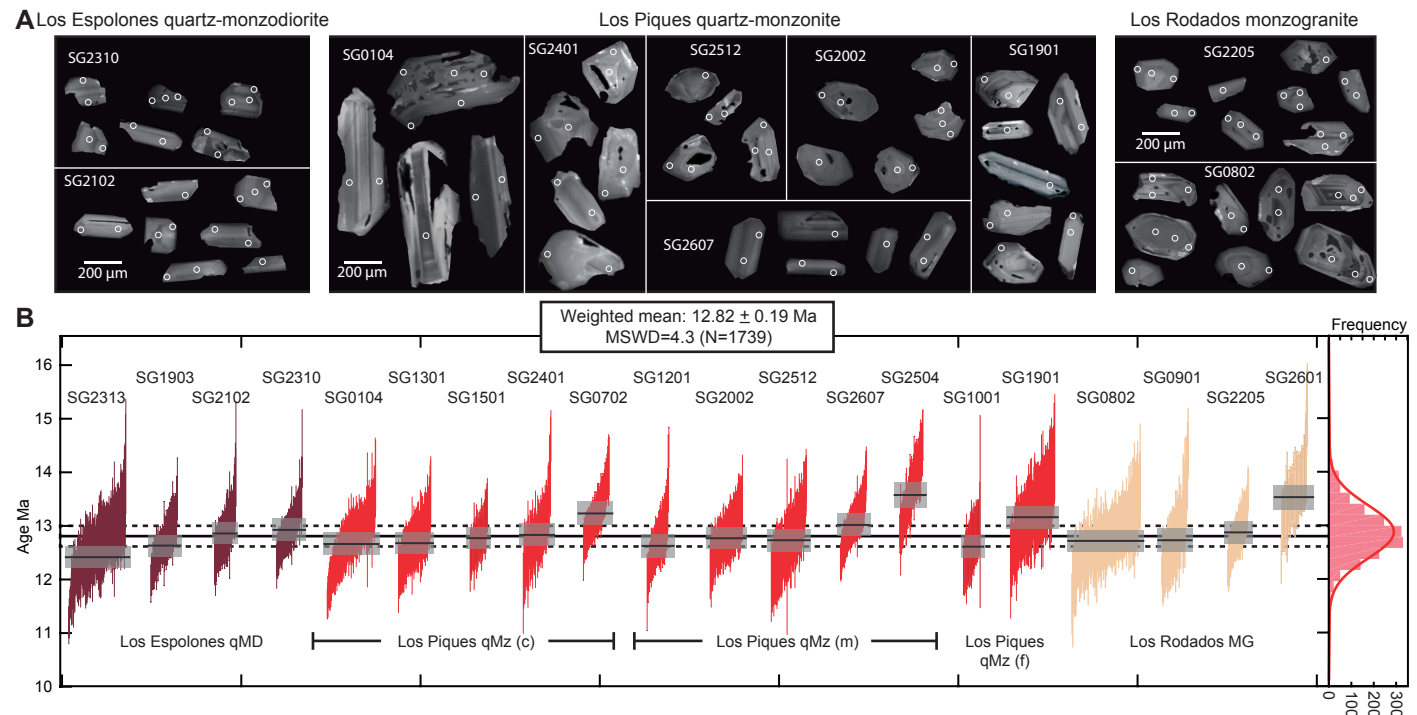 A
Los Espolones quartz-monzodiorite
Los Piques quartz-monzonite
Los Rodados monzogranite
SG2310
SG0104
SG2401
SG2512
SG2002
SG1901
SG2205
SG2102
SG2607
SG0802
200 µm
200 µm
200 µm
B
Weighted mean: 12.82 ± 0.19 Ma
MSWD=4.3 (N=1739)
Frequency
16
15
14
13
12
11
10
Age Ma
SG1903 SG2310 SG1301 SG2401 SG1201 SG2512 SG2504 SG1901 SG0901 SG2601
SG2313 SG2102 SG0104 SG1501 SG0702 SG2002 SG2607 SG1001 SG0802 SG2205
Los Espolones qMD
Los Piques qMz (c)
Los Piques qMz (m)
Los Piques
qMz (f)
Los Rodados MG
0
100
200
300